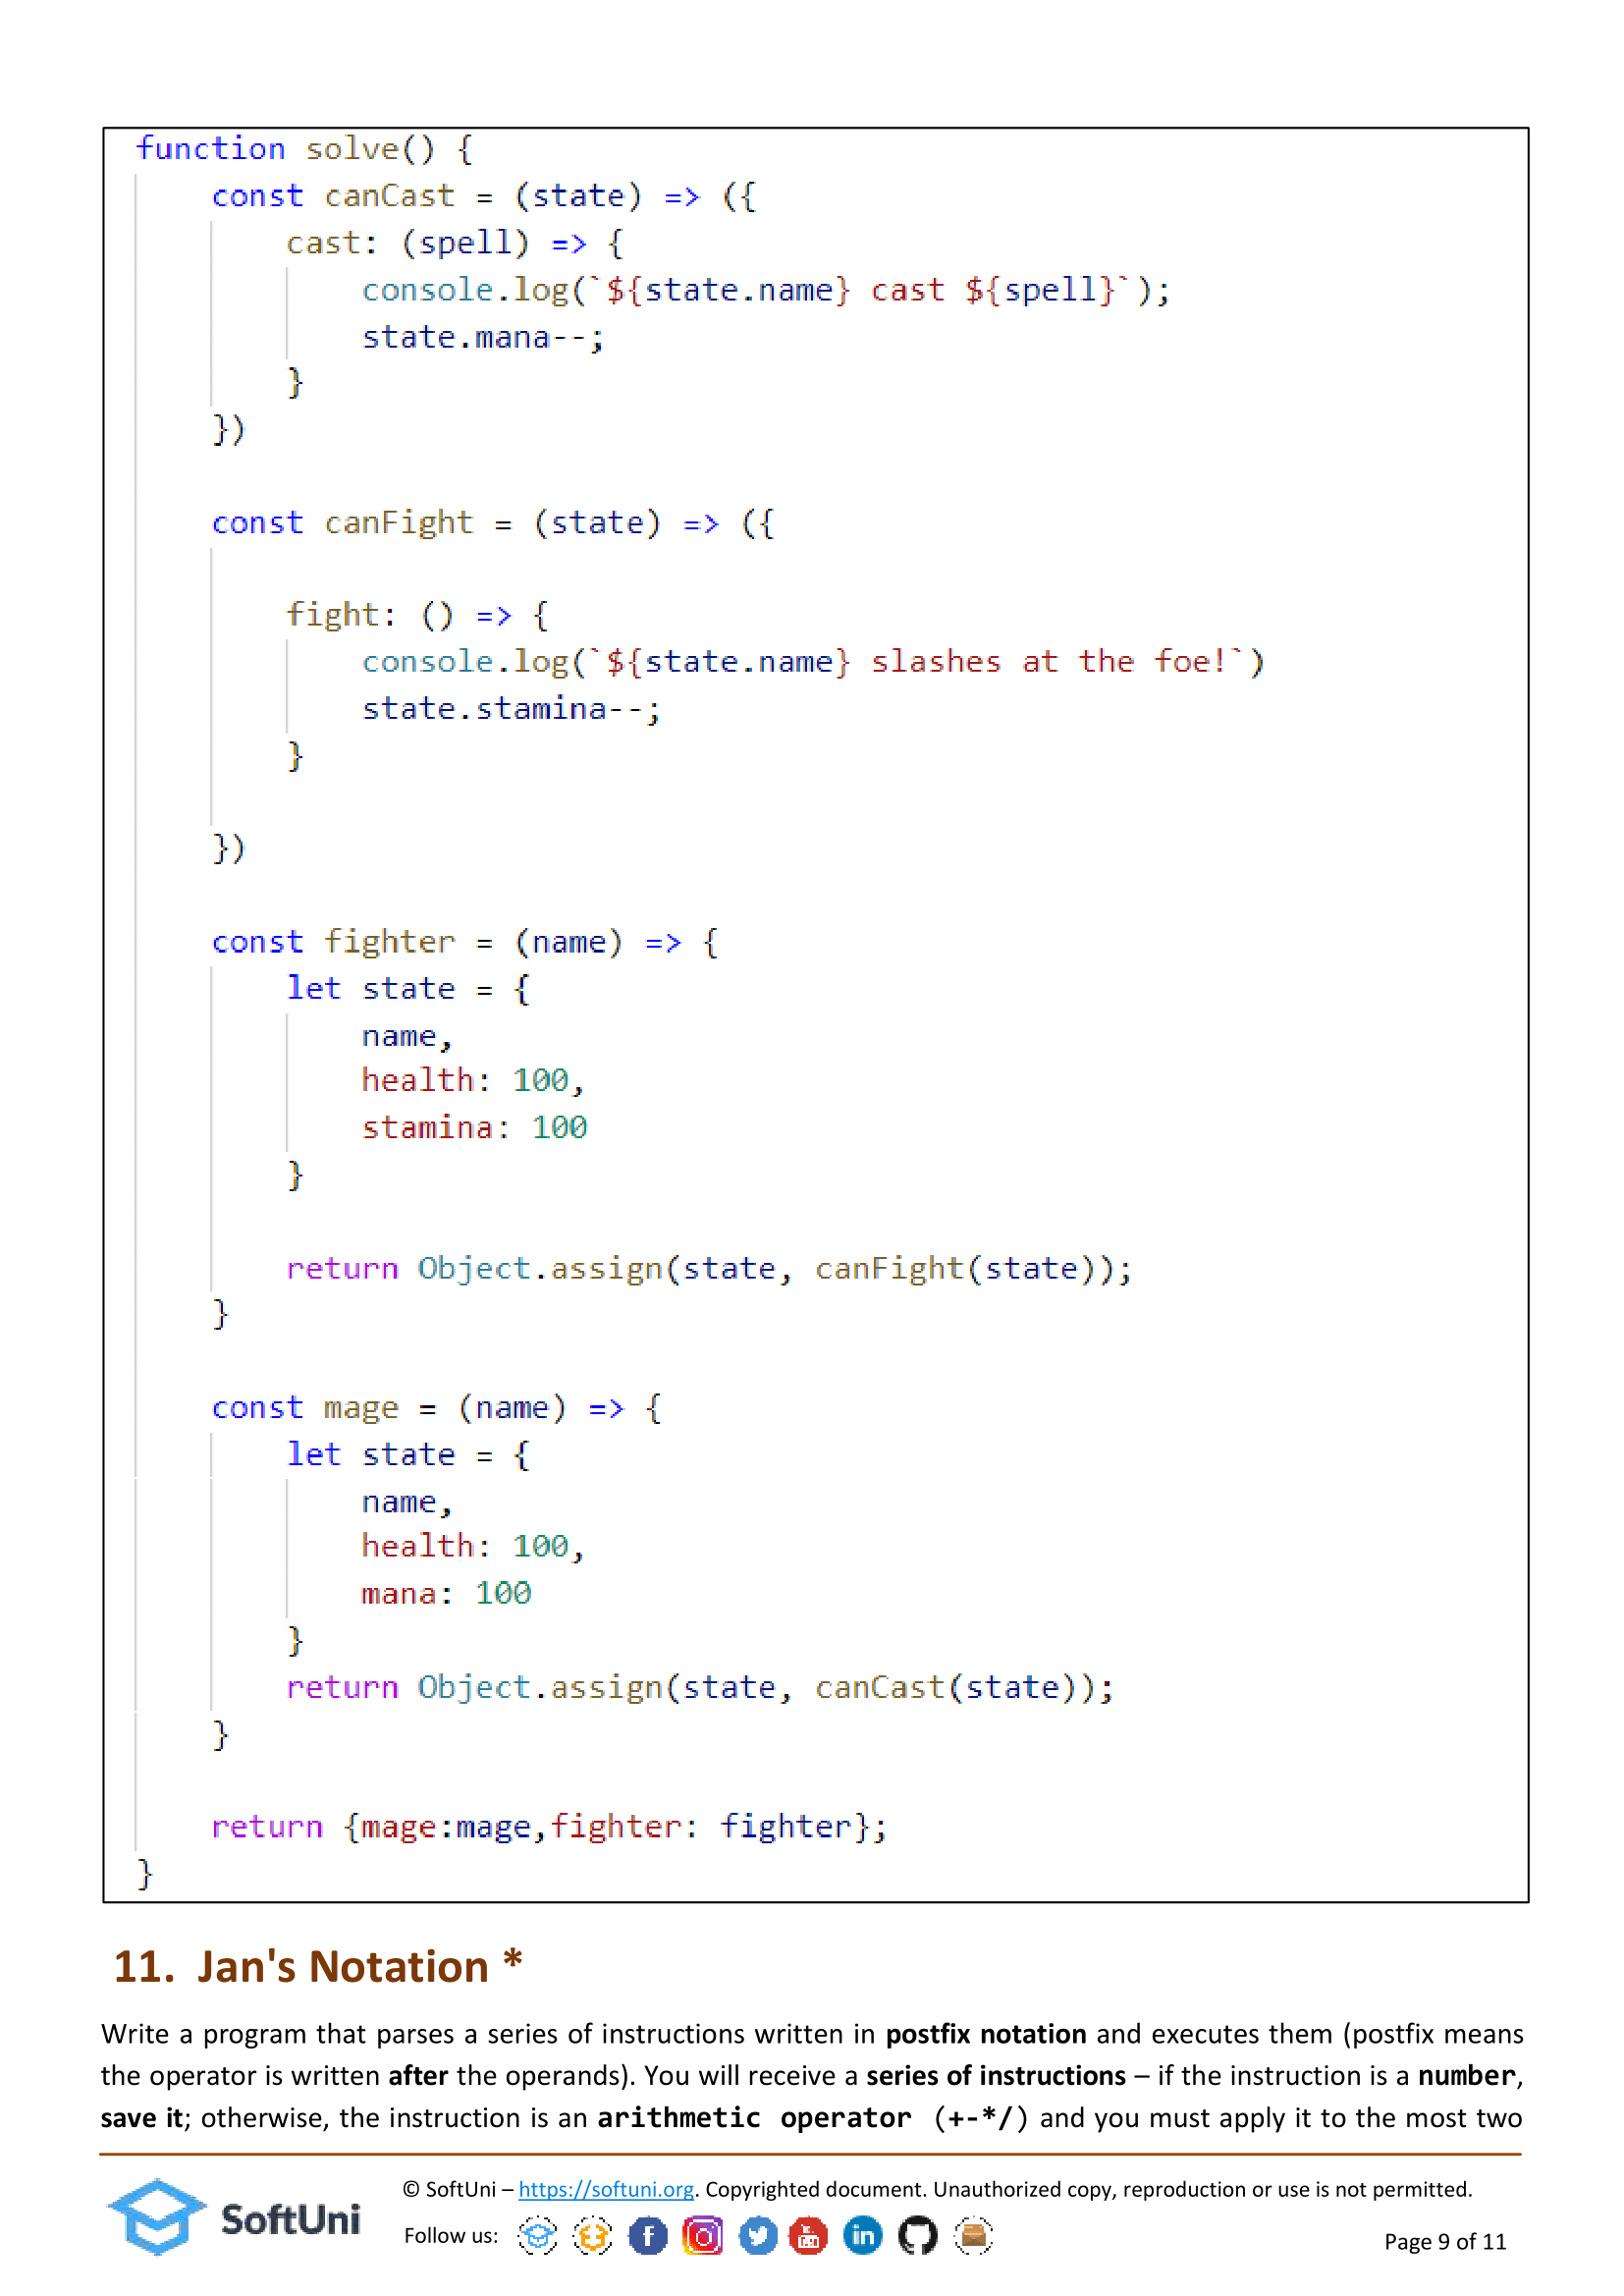 function solve() {
    const canCast = (state) => ({
        cast: (spell) => {
            console.log(`${state.name} cast ${spell}`);
            state.mana--;
        }
    })

    const canFight = (state) => ({

        fight: () => {
            console.log(`${state.name} slashes at the foe!`)
            state.stamina--;
        }

    })

    const fighter = (name) => {
        let state = {
            name,
            health: 100,
            stamina: 100
        }

        return Object.assign(state, canFight(state));
    }

    const mage = (name) => {
        let state = {
            name,
            health: 100,
            mana: 100
        }
        return Object.assign(state, canCast(state));
    }

    return {mage:mage,fighter: fighter};
}
11. Jan's Notation *
Write a program that parses a series of instructions written in postfix notation and executes them (postfix means
the operator is written after the operands). You will receive a series of instructions – if the instruction is a number,
save it; otherwise, the instruction is an arithmetic operator (+-*/) and you must apply it to the most two
SoftUni
© SoftUni – https://softuni.org. Copyrighted document. Unauthorized copy, reproduction or use is not permitted.
Follow us:
Page 9 of 11